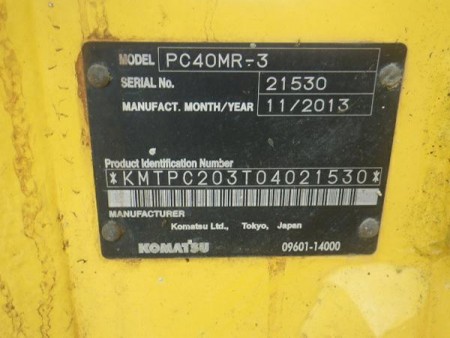 MODEL PC40MR-3
SERIAL No. 21530
MANUFACT. MONTH/YEAR 11/2013
Product Identification Number
*KMTPC203T04021530*
MANUFACTURER
Komatsu Ltd., Tokyo, Japan
KOMATSU 09601-14000